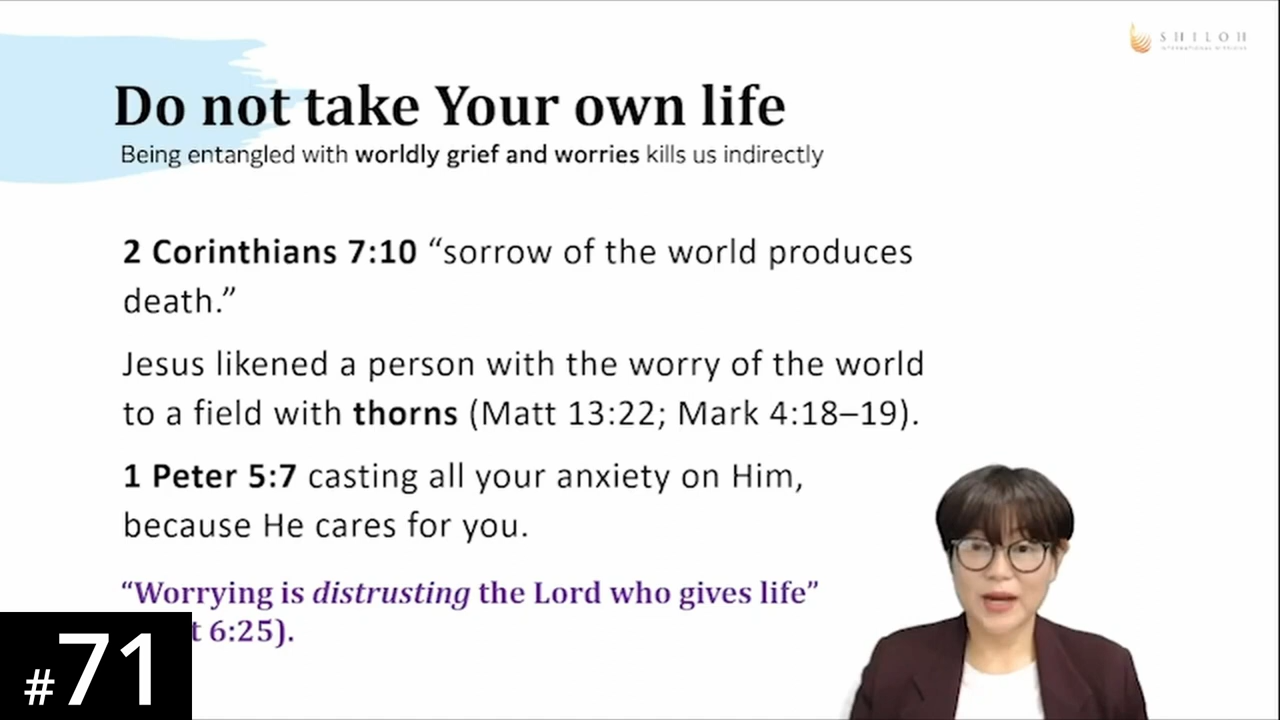 SHILOH
INTERNATIONAL MISSIONS
Do not take Your own life
Being entangled with worldly grief and worries kills us indirectly
2 Corinthians 7:10 “sorrow of the world produces
death.”
Jesus likened a person with the worry of the world
to a field with thorns (Matt 13:22; Mark 4:18–19).
1 Peter 5:7 casting all your anxiety on Him,
because He cares for you.
“Worrying is distrusting the Lord who gives life”
t 6:25).
#71